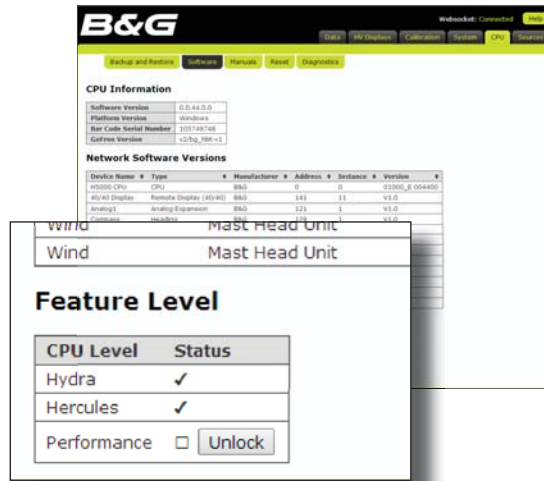 B&G
Websocket: Connected Help
Data HV Displays Calibration System CPU Sources
Backup and Restore Software Manuals Reset Diagnostics
CPU Information
Software Version 0.0.44.0.0
Platform Version Windows
Bar Code Serial Number 105749748
GoFree Version
Network Software Versions
Device Name Type Manufacturer Address Instance Version
H5000 CPU CPU B&G 0 0 01000_E 004400
40/40 Display Remote Display (40/40) B&G 141 11 V1.0
Analog1 Analog Expansion B&G 121 1 V1.0
Compass Heading B&G 1 V1.0
Wind Mast Head Unit
Wind Mast Head Unit
Feature Level
CPU Level Status
Hydra ✓
Hercules ✓
Performance ☐ Unlock